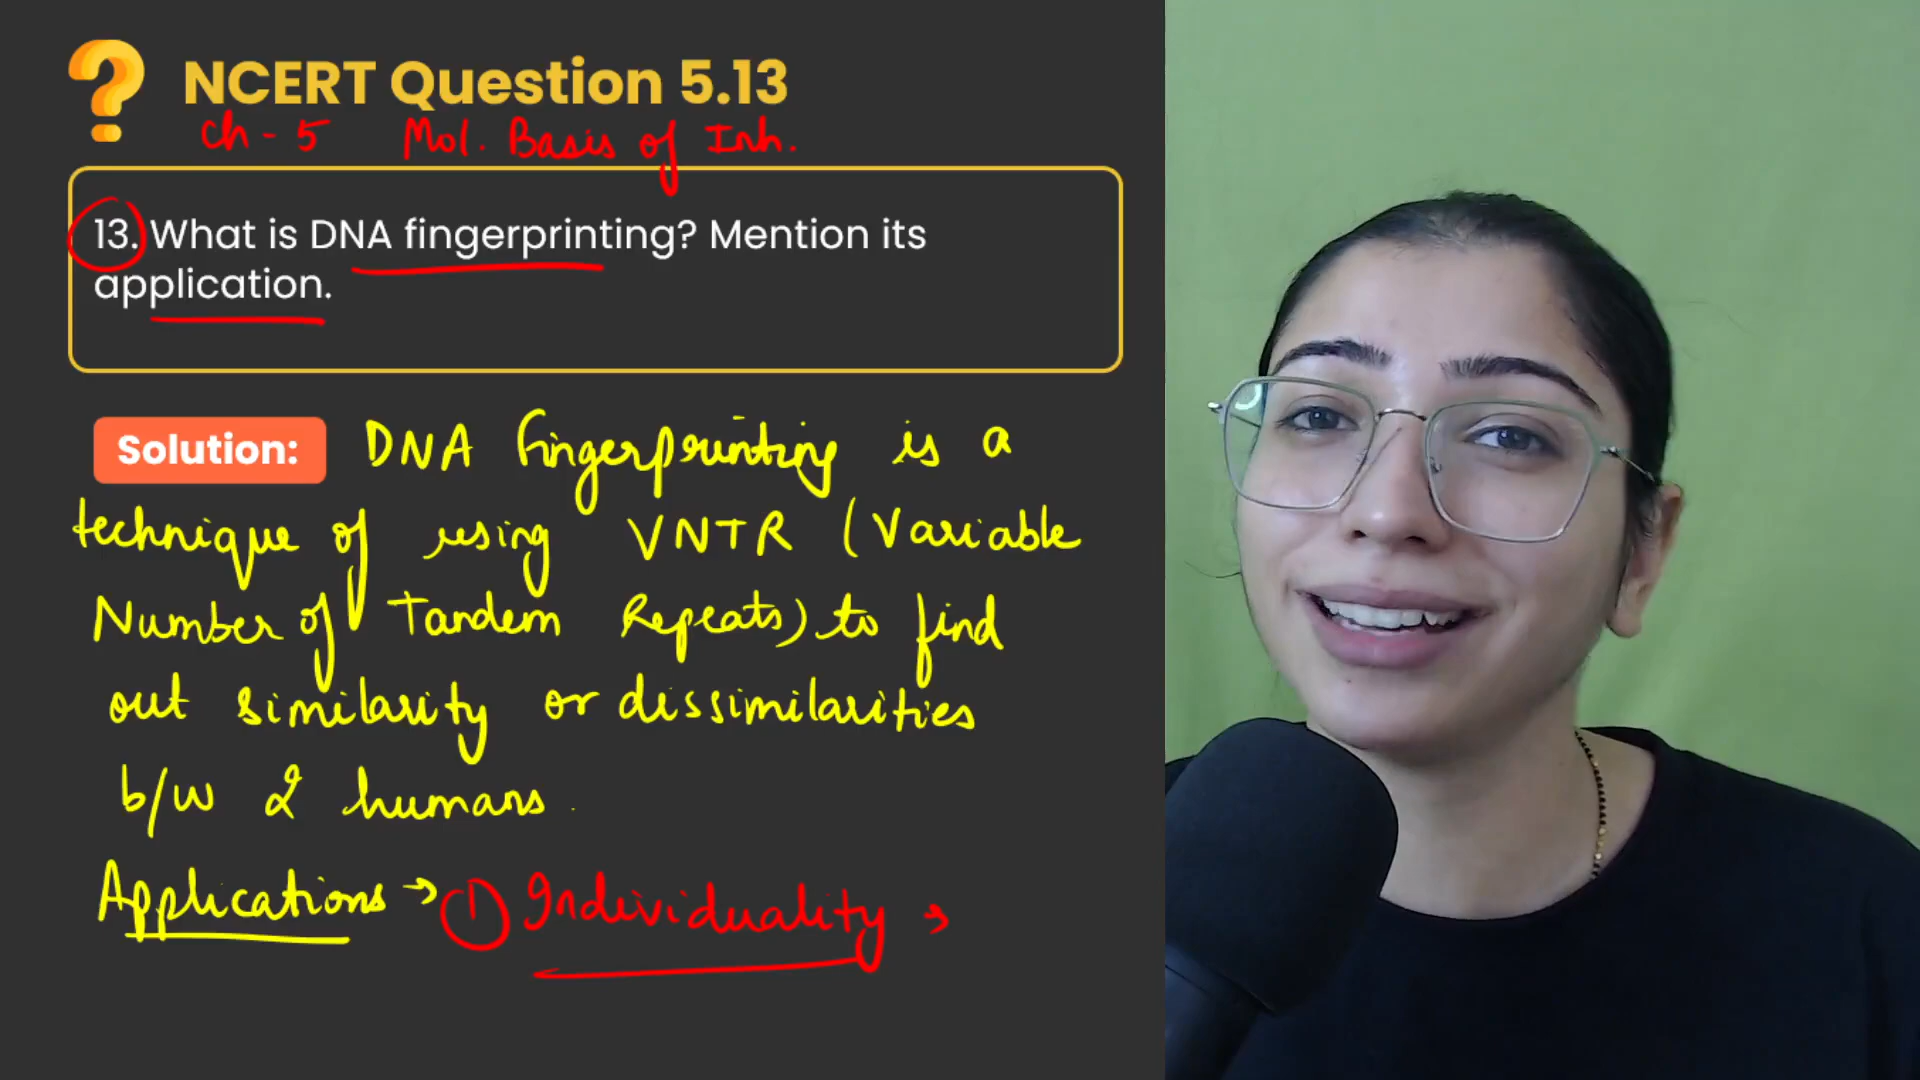 NCERT Question 5.13
Ch - 5 Mol. Basis of Inh.
13. What is DNA fingerprinting? Mention its
application.
Solution: DNA fingerprinting is a
technique of using VNTR (Variable
Number of Tandem Repeats) to find
out similarity or dissimilarities
b/w 2 humans.
Applications → ① Individuality →